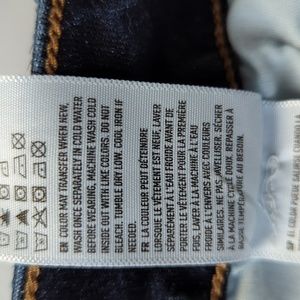 EN COLOR MAY TRANSFER WHEN NEW,
WASH ONCE SEPARATELY IN COLD WATER
BEFORE WEARING, MACHINE WASH COLD
INSIDE OUT WITH LIKE COLORS. DO NOT
BLEACH. TUMBLE DRY LOW. COOL IRON IF
NEEDED.
FR LA COULEUR PEUT DÉTEINDRE
LORSQUE LE VÊTEMENT EST NEUF, LAVER
SÉPARÉMENT À L'EAU FROIDE AVANT DE
PORTER LE VÊTEMENT POUR LA PREMIÈRE
FOIS. LAVER À LA MACHINE À L'EAU
FROIDE À L'ENVERS AVEC COULEURS
SIMILAIRES. NE PAS JAVELLISER. SÉCHER
À LA MACHINE CYCLE DOUX. REPASSER À
TIÈDE AU BESOIN.
SP EL COLOR PUEDE